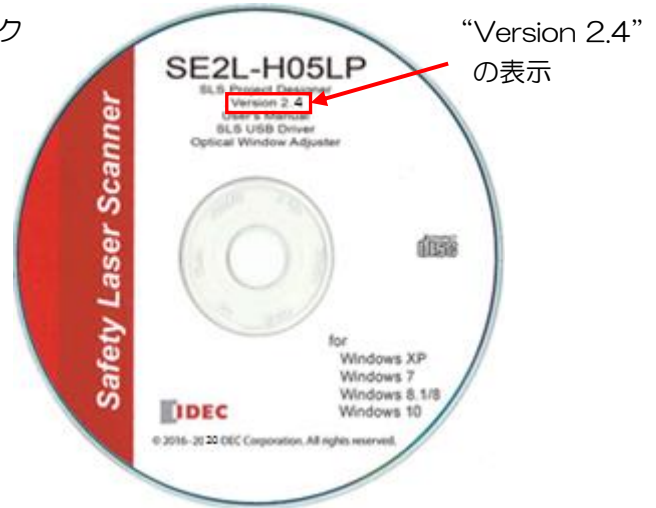 ク
“Version 2.4”
の表示
SE2L-H05LP
SLS Project Designer
Version 2.4
User's Manual
SLS USB Driver
Optical Window Adjuster
Safety Laser Scanner
disc
for
Windows XP
Windows 7
Windows 8.1/8
Windows 10
IDEC
© 2016-2020 IDEC Corporation. All rights reserved.